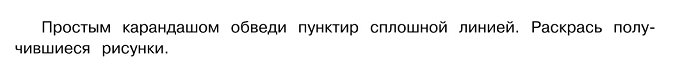 Простым карандашом обведи пунктир сплошной линией. Раскрась полу-
чившиеся рисунки.